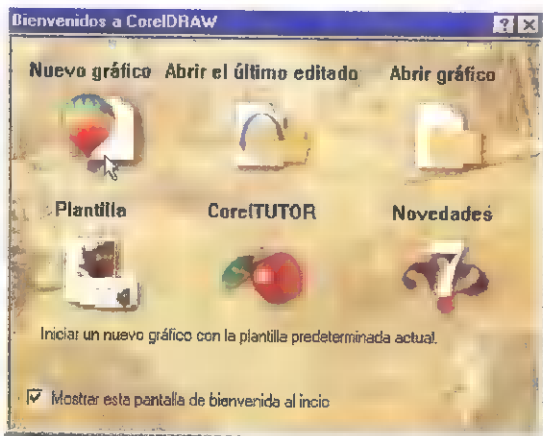 Bienvenidos a CorelDRAW
Nuevo gráfico Abrir el último editado Abrir gráfico
Plantilla CorelTUTOR Novedades
7
Iniciar un nuevo gráfico con la plantilla predeterminada actual.
Mostrar esta pantalla de bienvenida al incio